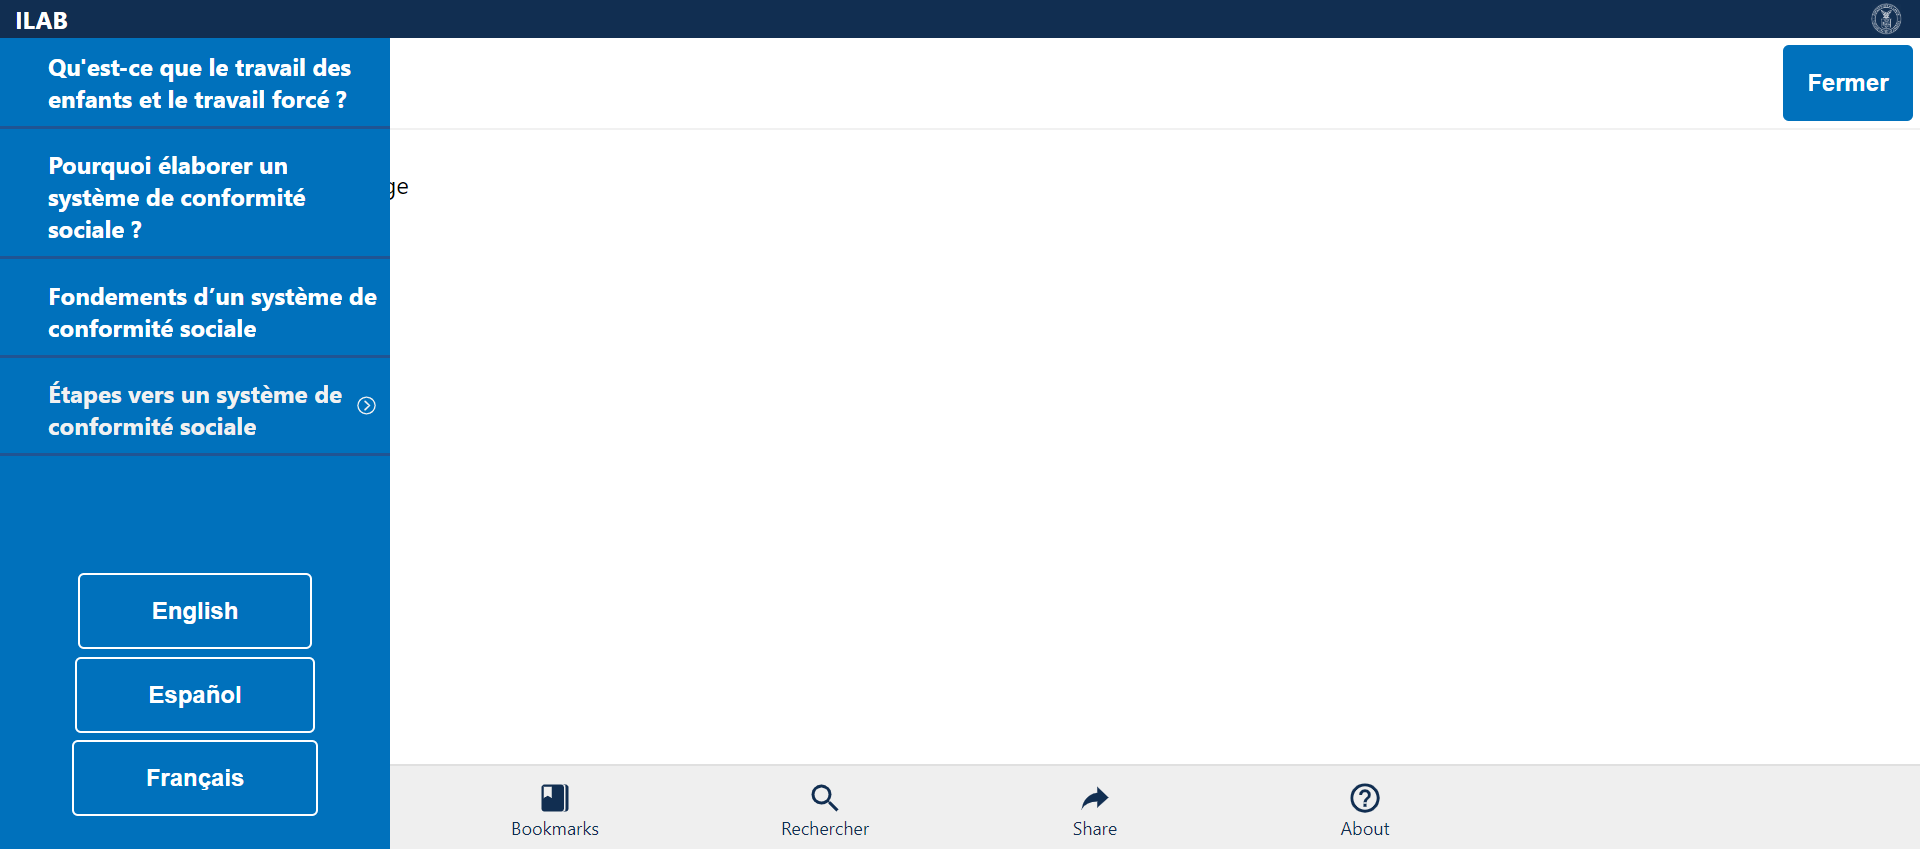 ILAB
Qu'est-ce que le travail des
enfants et le travail forcé ?
Pourquoi élaborer un
système de conformité
sociale ?
Fondements d’un système de
conformité sociale
Étapes vers un système de
conformité sociale
English
Español
Français
Fermer
Bookmarks
Rechercher
Share
About